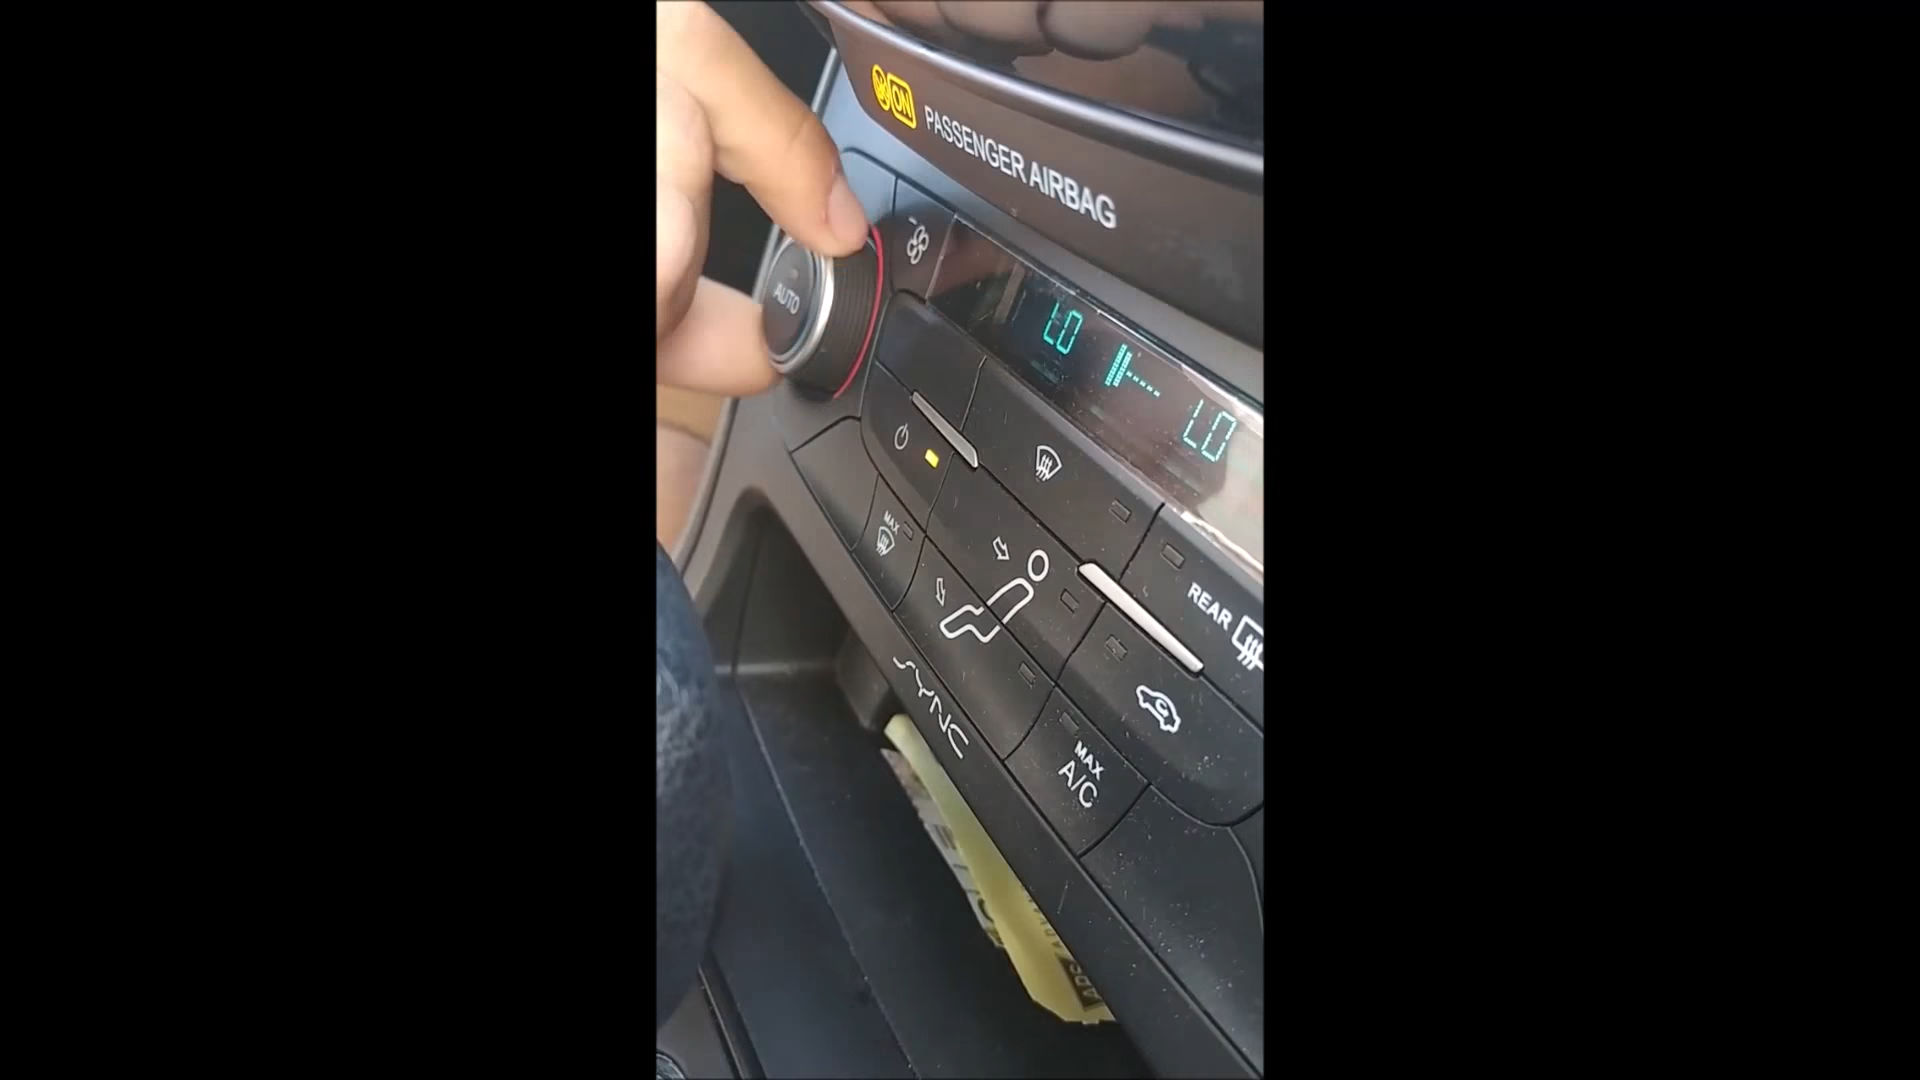 ON PASSENGER AIRBAG
AUTO
LO
LO
MAX
REAR
SYNC
MAX
A/C